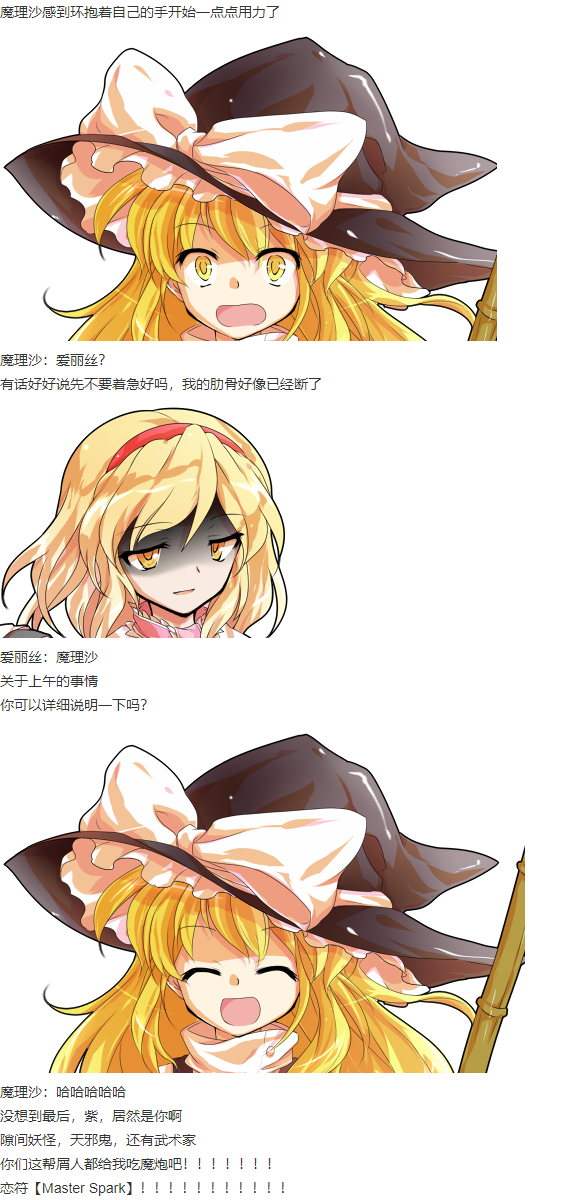 魔理沙感到环抱着自己的手开始一点点用力了
魔理沙：爱丽丝？
有话好好说先不要着急好吗，我的肋骨好像已经断了
爱丽丝：魔理沙
关于上午的事情
你可以详细说明一下吗？
魔理沙：哈哈哈哈哈
没想到最后，紫，居然是你啊
隙间妖怪，天邪鬼，还有武术家
你们这帮屑人都给我吃魔炮吧！！！！！！！
恋符【Master Spark】！！！！！！！！！！！